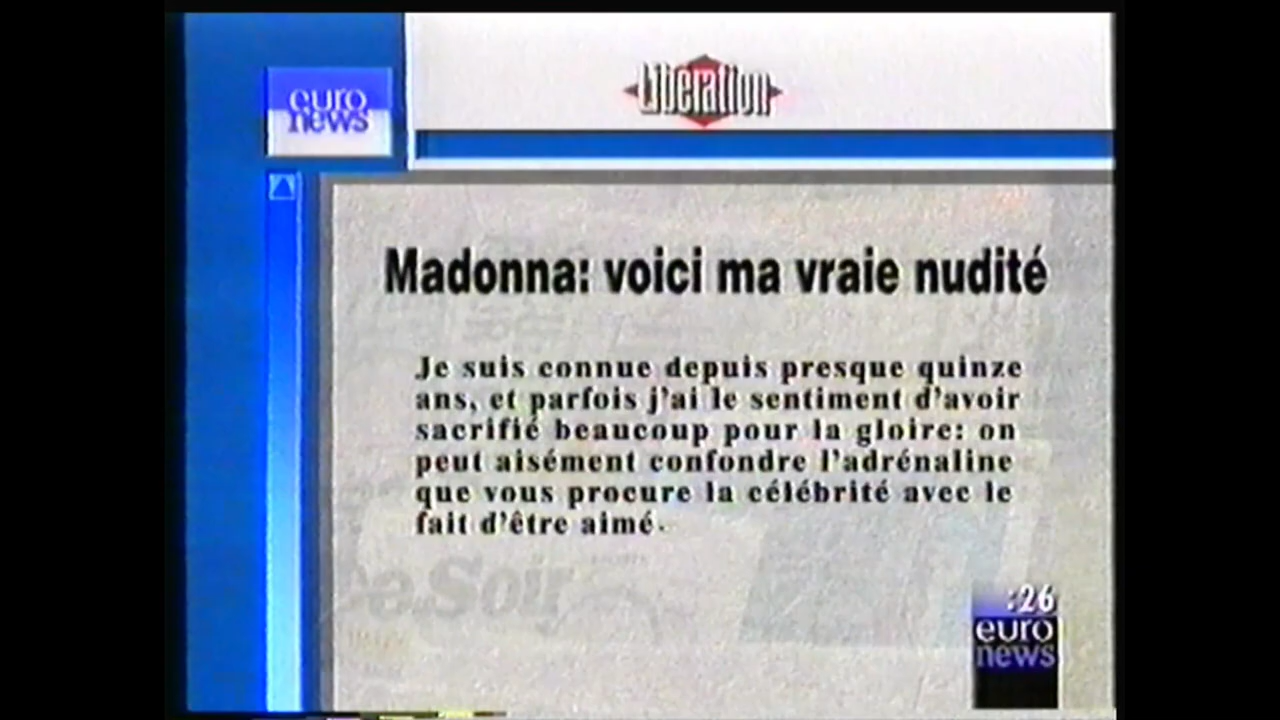 Libération
euro
news
Madonna: voici ma vraie nudité
Je suis connue depuis presque quinze
ans, et parfois j'ai le sentiment d'avoir
sacrifié beaucoup pour la gloire: on
peut aisément confondre l'adrénaline
que vous procure la célébrité avec le
fait d'être aimé.
Soir
:26
euro
news